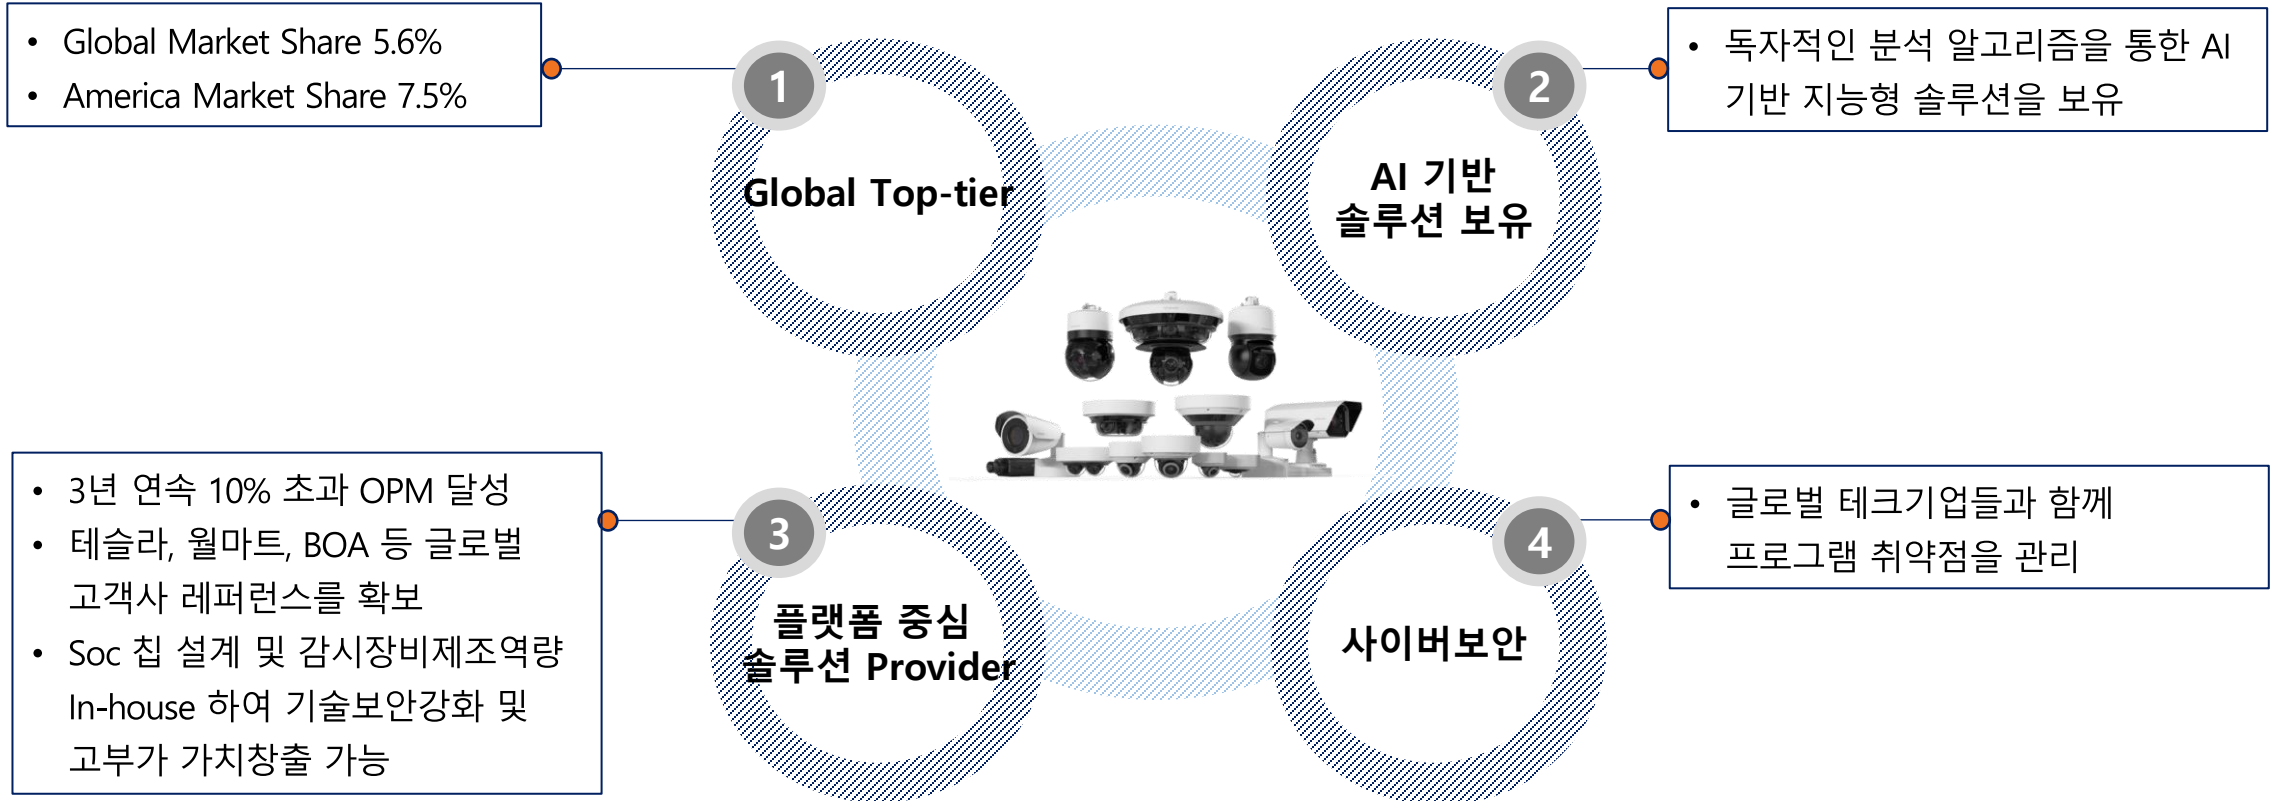 • Global Market Share 5.6%
• America Market Share 7.5%
1
Global Top-tier
2
AI 기반
솔루션 보유
• 독자적인 분석 알고리즘을 통한 AI
기반 지능형 솔루션을 보유
• 3년 연속 10% 초과 OPM 달성
• 테슬라, 월마트, BOA 등 글로벌
고객사 레퍼런스를 확보
• Soc 칩 설계 및 감시장비제조역량
In-house 하여 기술보안강화 및
고부가 가치창출 가능
3
플랫폼 중심
솔루션 Provider
4
사이버보안
• 글로벌 테크기업들과 함께
프로그램 취약점을 관리